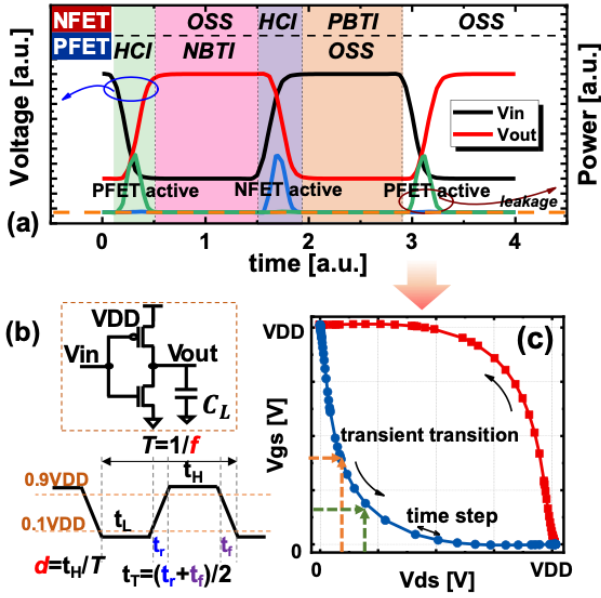 NFET OSS HCI PBTI OSS
PFET HCI NBTI OSS
Voltage [a.u.]
Power [a.u.]
Vin
Vout
PFET active NFET active PFET active
leakage
(a)
0 1 2 3 4
time [a.u.]
(b)
VDD
Vin Vout
C_L
T=1/f
t_H
0.9VDD
0.1VDD
t_L
t_r t_f
d=t_H/T t_T=(t_r+t_f)/2
(c)
VDD
Vgs [V]
transient transition
time step
0
0 VDD
Vds [V]